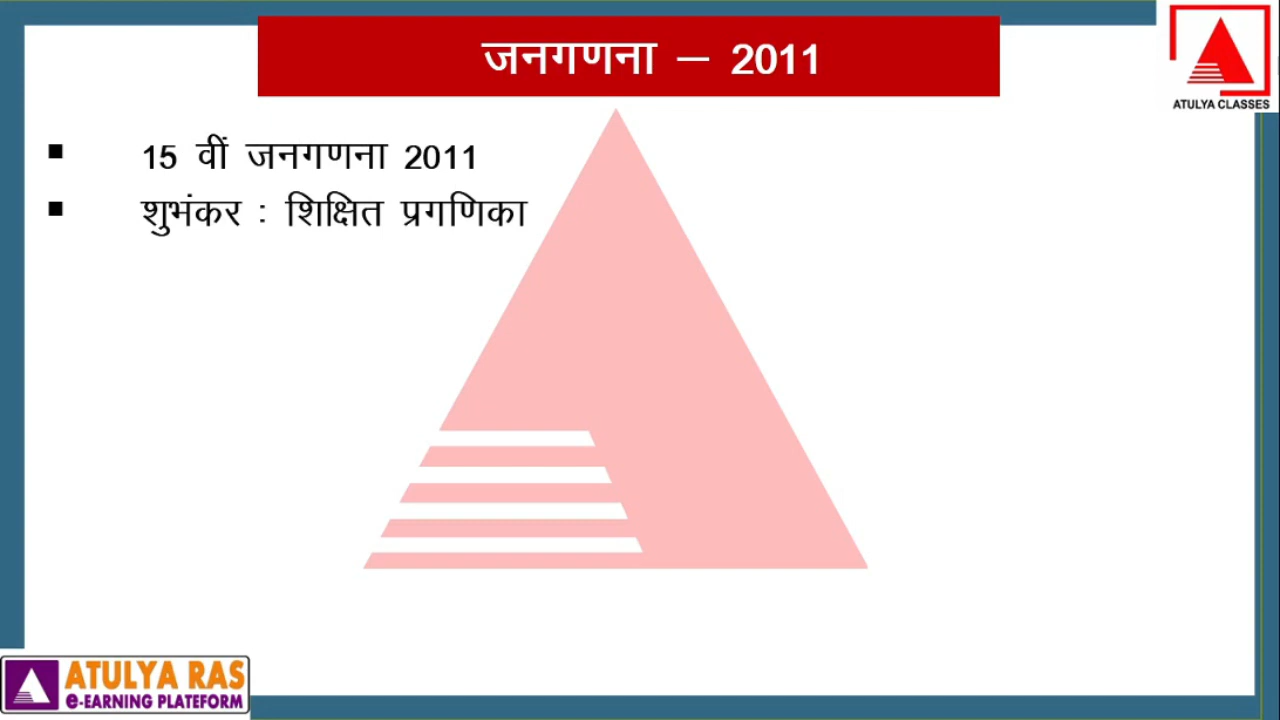 जनगणना – 2011
ATULYA CLASSES
▪ 15 वीं जनगणना 2011
▪ शुभंकर : शिक्षित प्रगणिका
ATULYA RAS
e-EARNING PLATEFORM